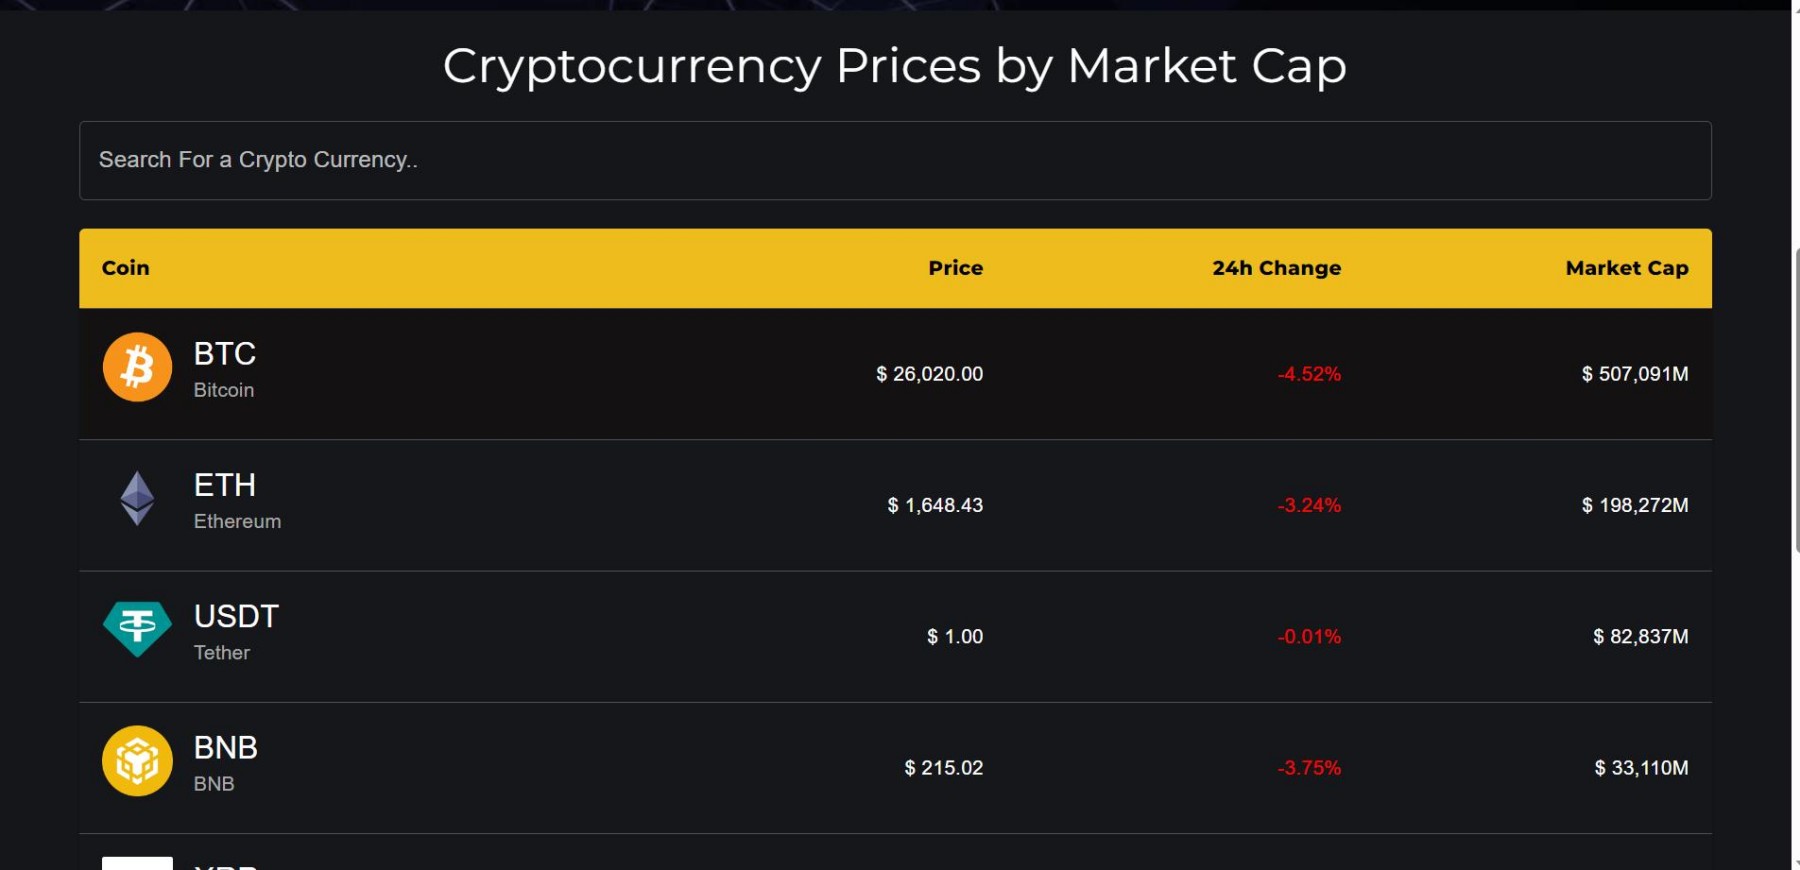 Cryptocurrency Prices by Market Cap
Search For a Crypto Currency..
Coin Price 24h Change Market Cap
BTC
Bitcoin
$ 26,020.00 -4.52% $ 507,091M
ETH
Ethereum
$ 1,648.43 -3.24% $ 198,272M
USDT
Tether
$ 1.00 -0.01% $ 82,837M
BNB
BNB
$ 215.02 -3.75% $ 33,110M